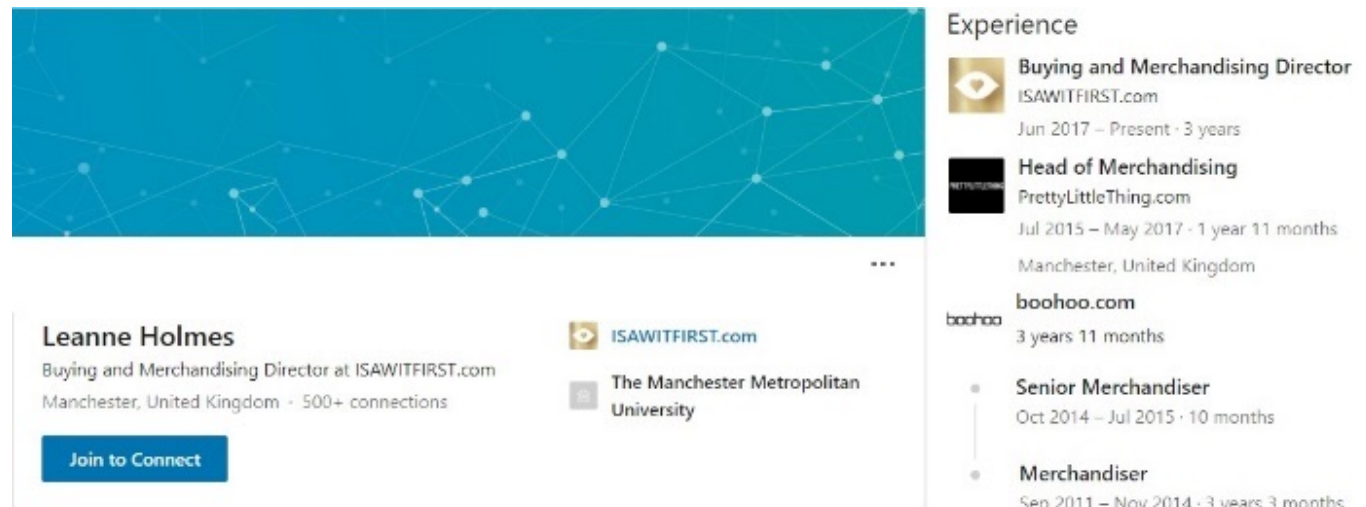 Leanne Holmes
Buying and Merchandising Director at ISAWITFIRST.com
Manchester, United Kingdom · 500+ connections
Join to Connect
ISAWITFIRST.com
The Manchester Metropolitan
University
Experience
Buying and Merchandising Director
ISAWITFIRST.com
Jun 2017 – Present · 3 years
PRETTYLITTLETHING
Head of Merchandising
PrettyLittleThing.com
Jul 2015 – May 2017 · 1 year 11 months
Manchester, United Kingdom
boohoo
boohoo.com
3 years 11 months
Senior Merchandiser
Oct 2014 – Jul 2015 · 10 months
Merchandiser
Sep 2011 – Nov 2014 · 3 years 3 months